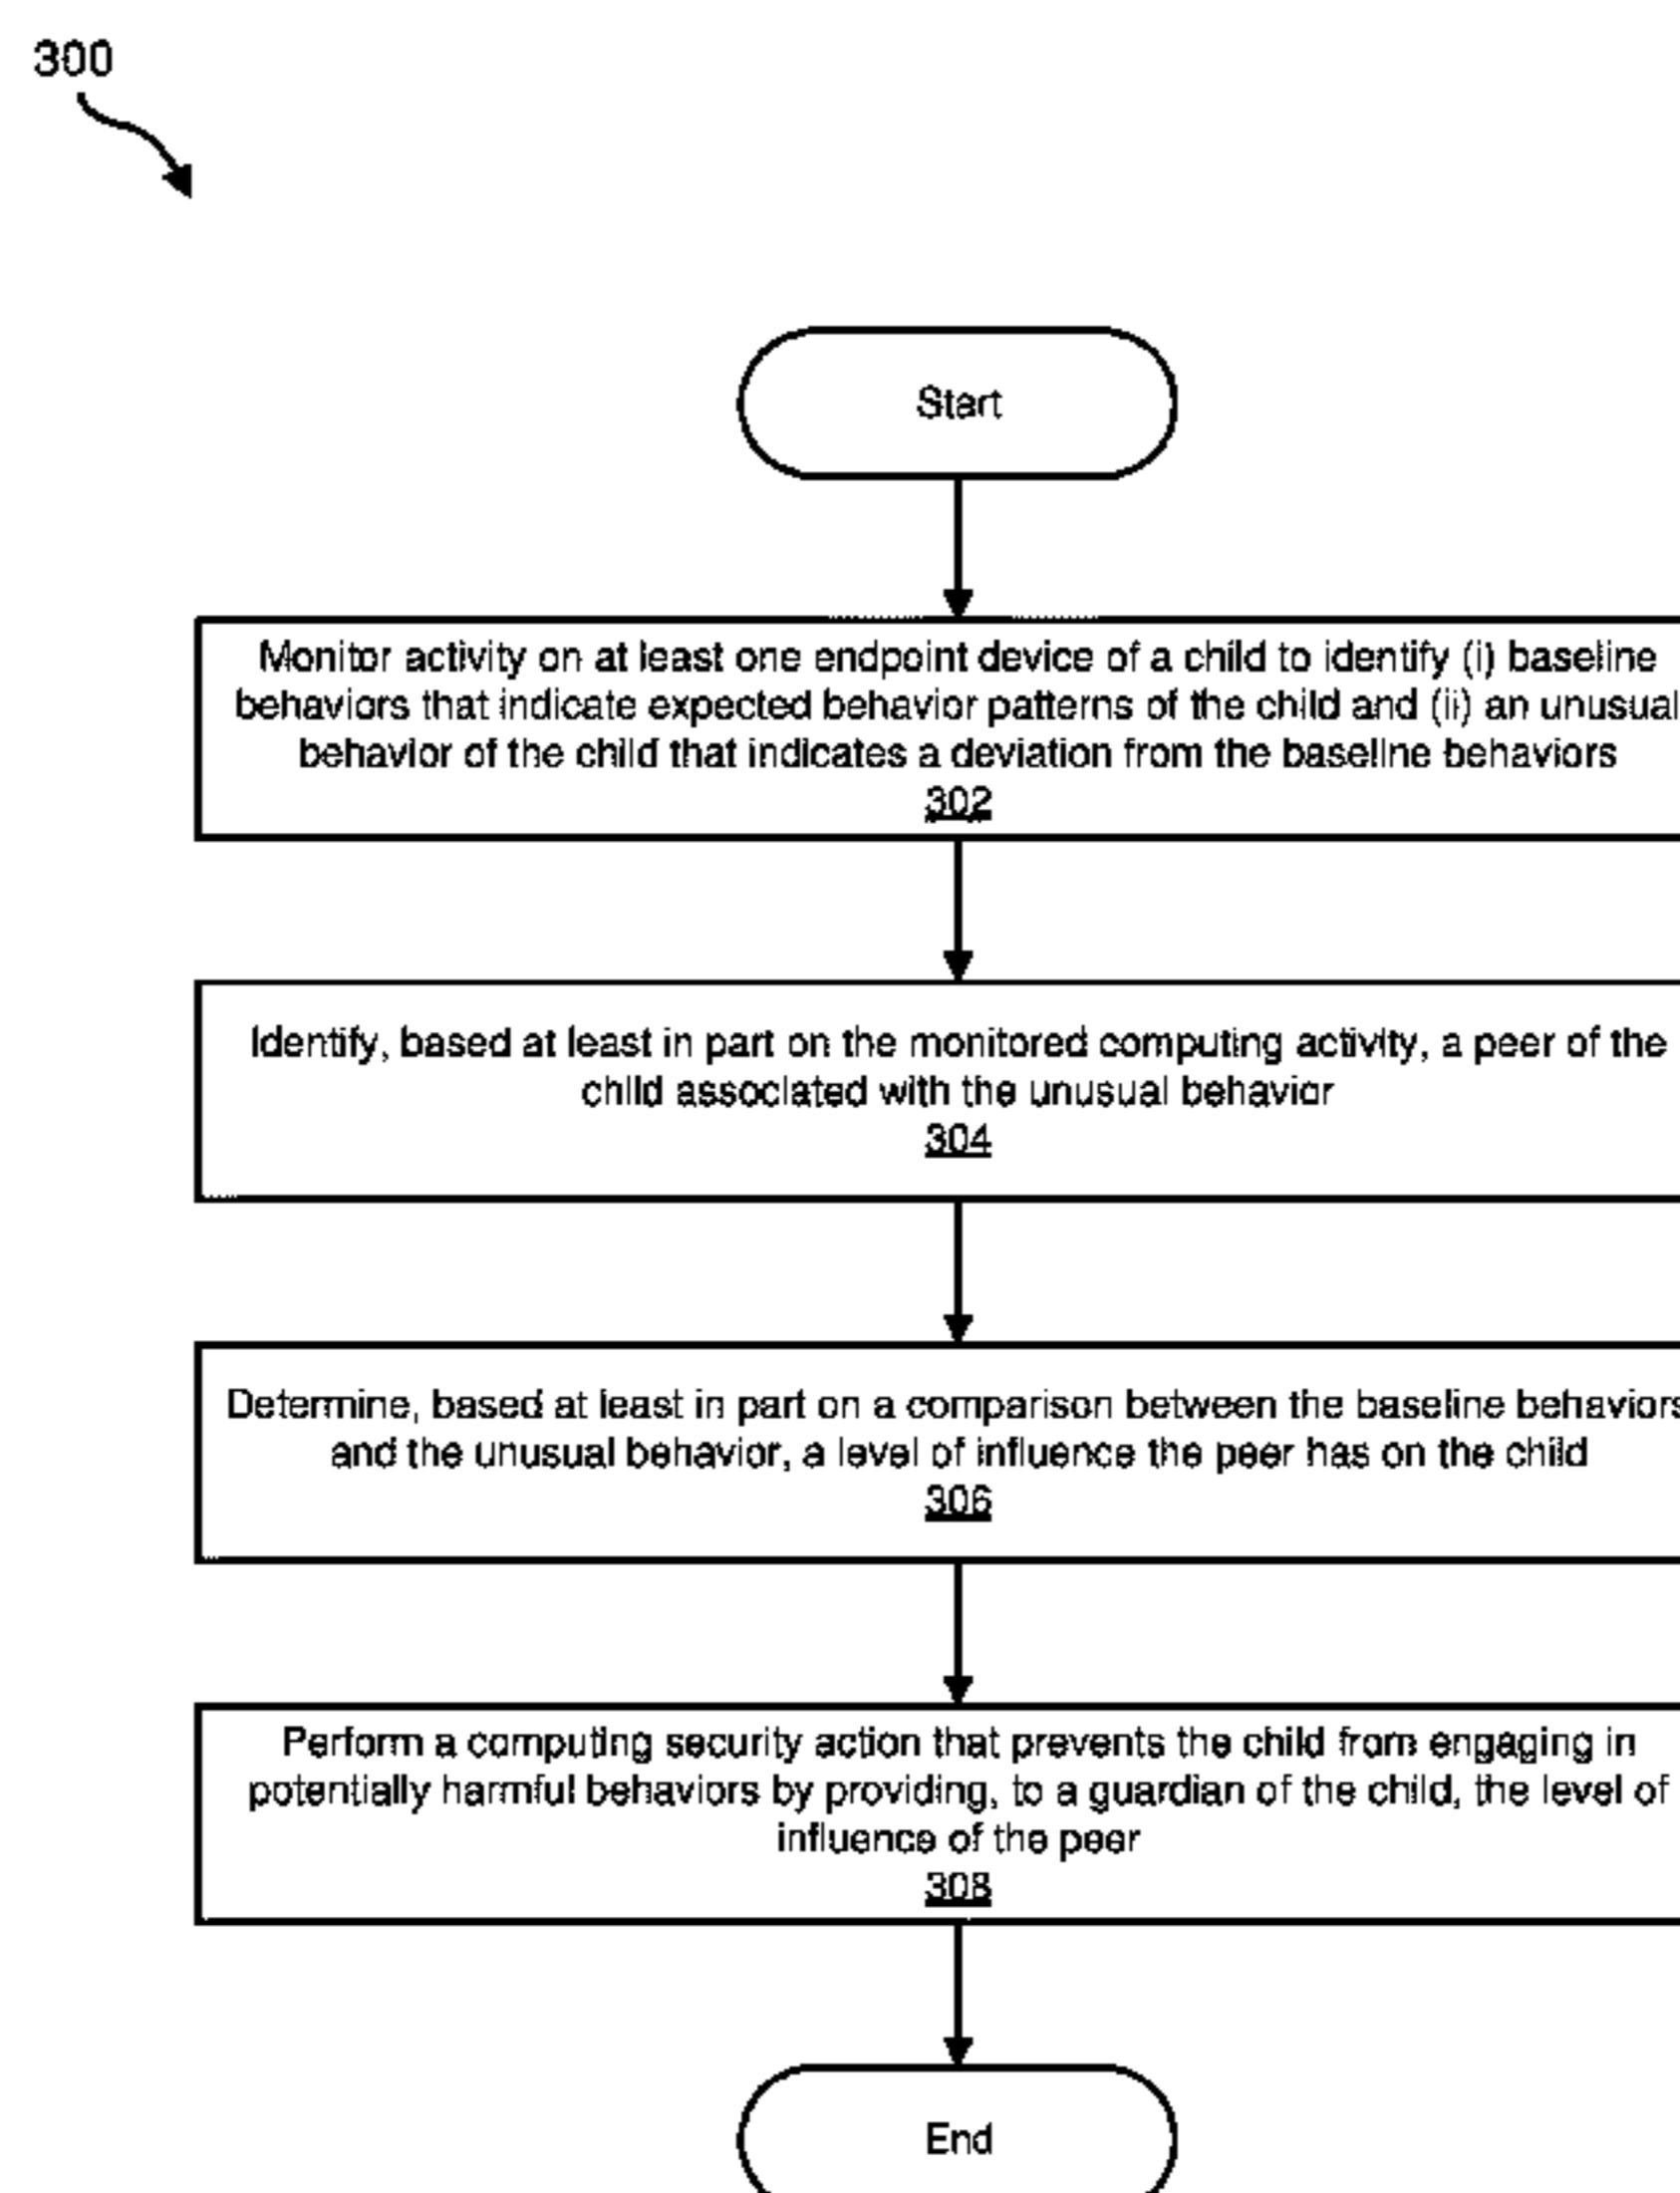 300
Start
Monitor activity on at least one endpoint device of a child to identify (i) baseline
behaviors that indicate expected behavior patterns of the child and (ii) an unusual
behavior of the child that indicates a deviation from the baseline behaviors
302
Identify, based at least in part on the monitored computing activity, a peer of the
child associated with the unusual behavior
304
Determine, based at least in part on a comparison between the baseline behaviors
and the unusual behavior, a level of influence the peer has on the child
306
Perform a computing security action that prevents the child from engaging in
potentially harmful behaviors by providing, to a guardian of the child, the level of
influence of the peer
308
End